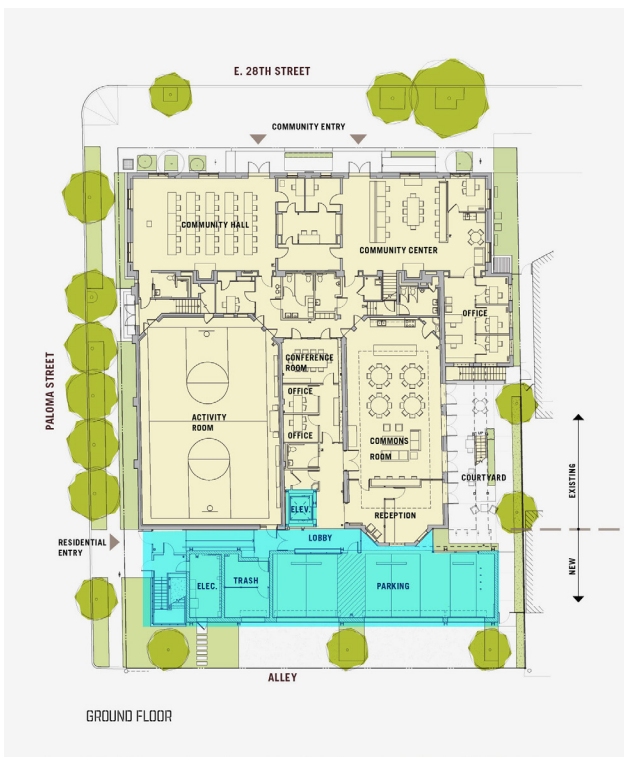 E. 28TH STREET
COMMUNITY ENTRY
COMMUNITY HALL
COMMUNITY CENTER
OFFICE
PALOMA STREET
CONFERENCE
ROOM
OFFICE
ACTIVITY
ROOM
OFFICE
COMMONS
ROOM
COURTYARD
EXISTING
ELEV.
RECEPTION
RESIDENTIAL
ENTRY
LOBBY
NEW
ELEC.
TRASH
PARKING
ALLEY
GROUND FLOOR